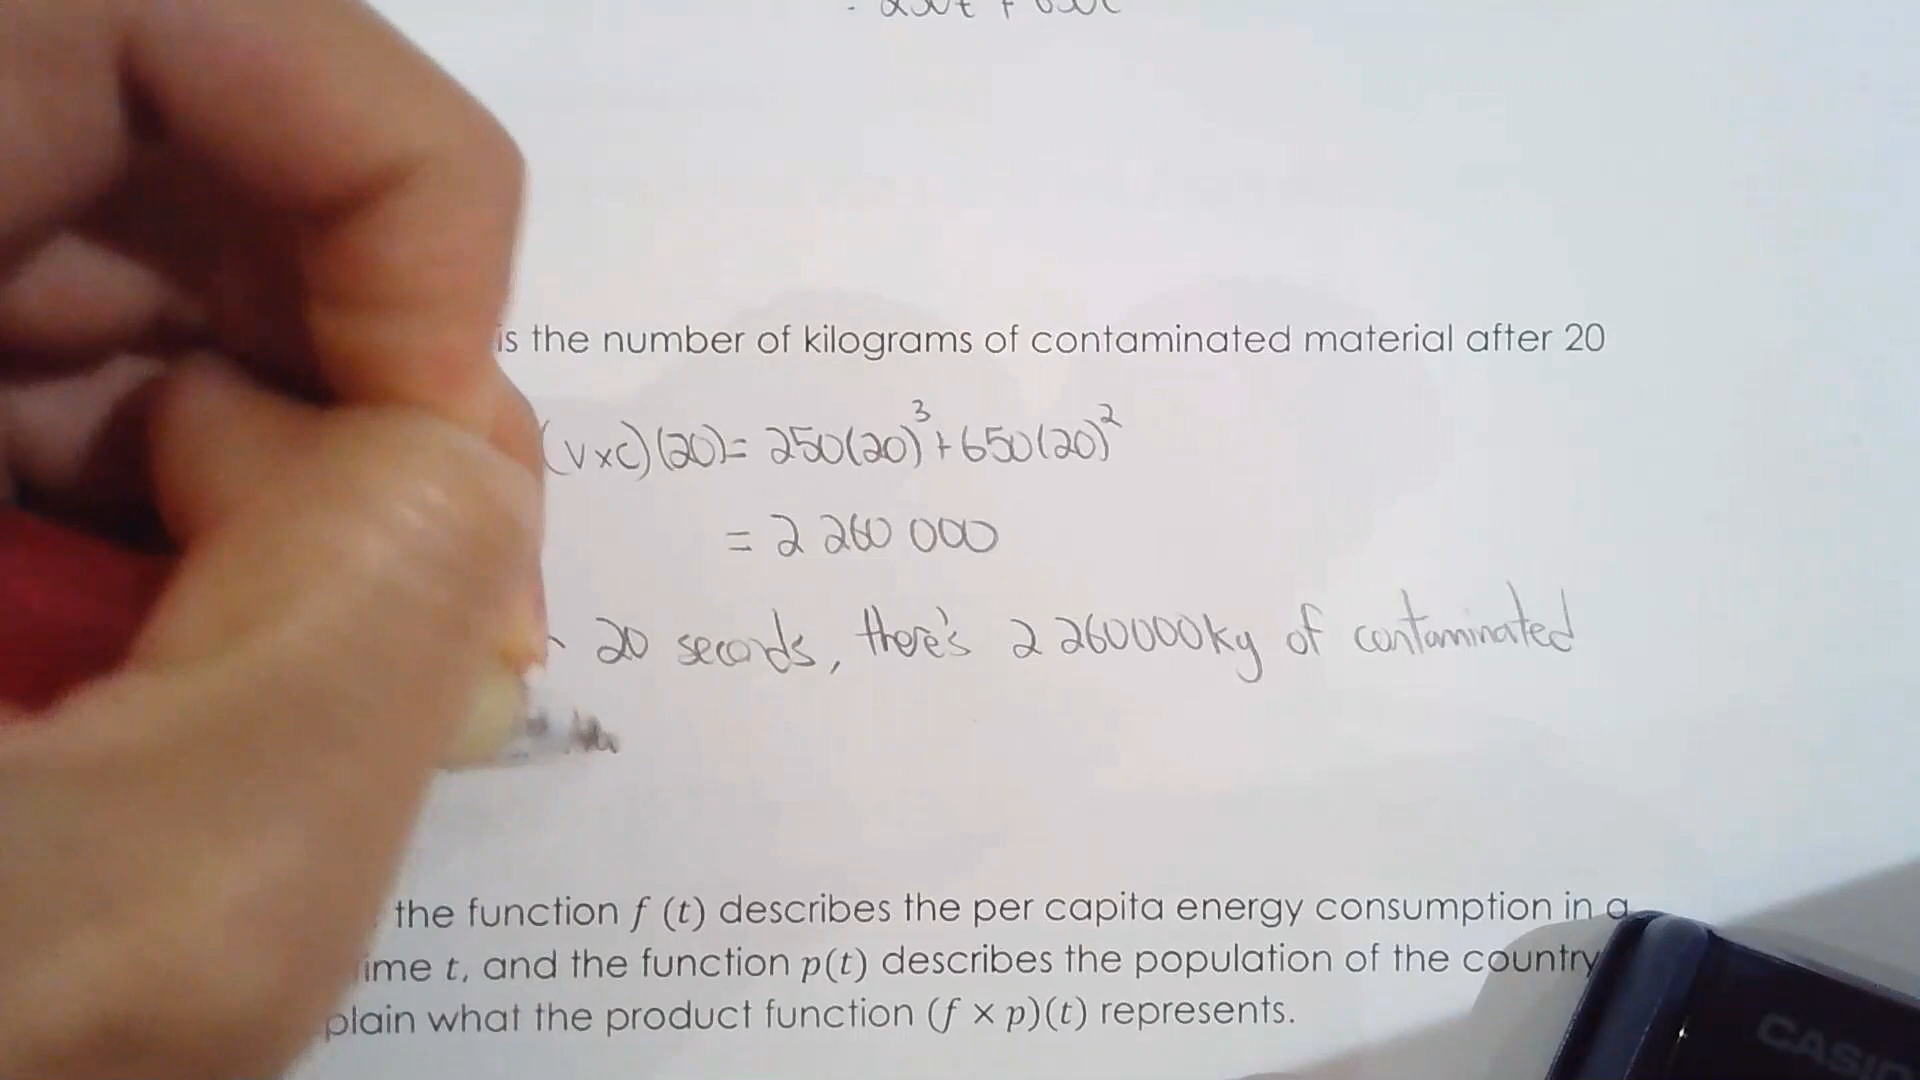 is the number of kilograms of contaminated material after 20
(v×c)(20)= 250(20)³+650(20)²
= 2 260 000
20 seconds, there's 2 260000kg of contaminated
the function f (t) describes the per capita energy consumption in a
ime t, and the function p(t) describes the population of the country
plain what the product function (f × p)(t) represents.
CASIO